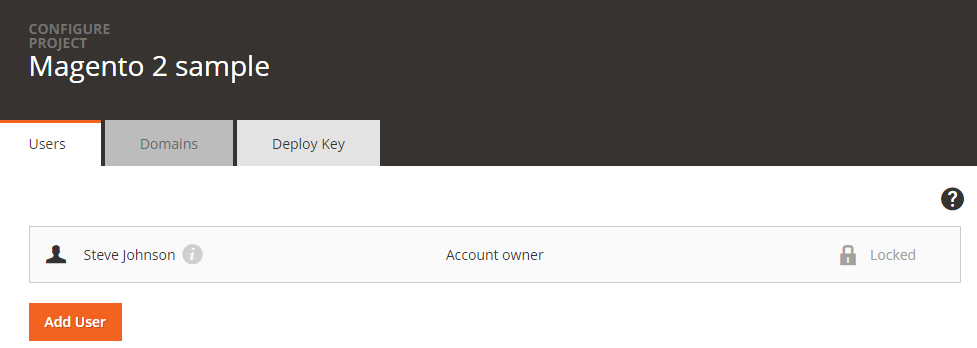 CONFIGURE
PROJECT
Magento 2 sample
Users Domains Deploy Key
?
Steve Johnson i Account owner Locked
Add User